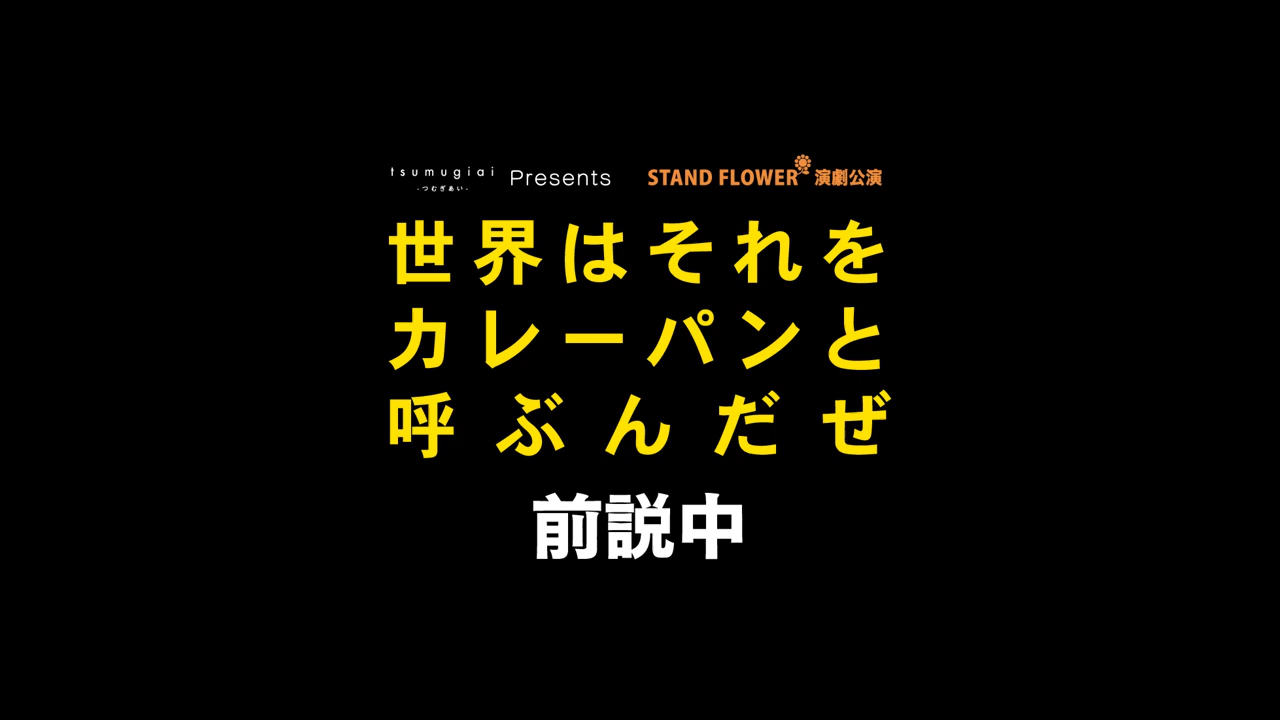 tsumugiai Presents STAND FLOWER 演劇公演
-つむぎあい-
世界はそれを
カレーパンと
呼ぶんだぜ
前説中